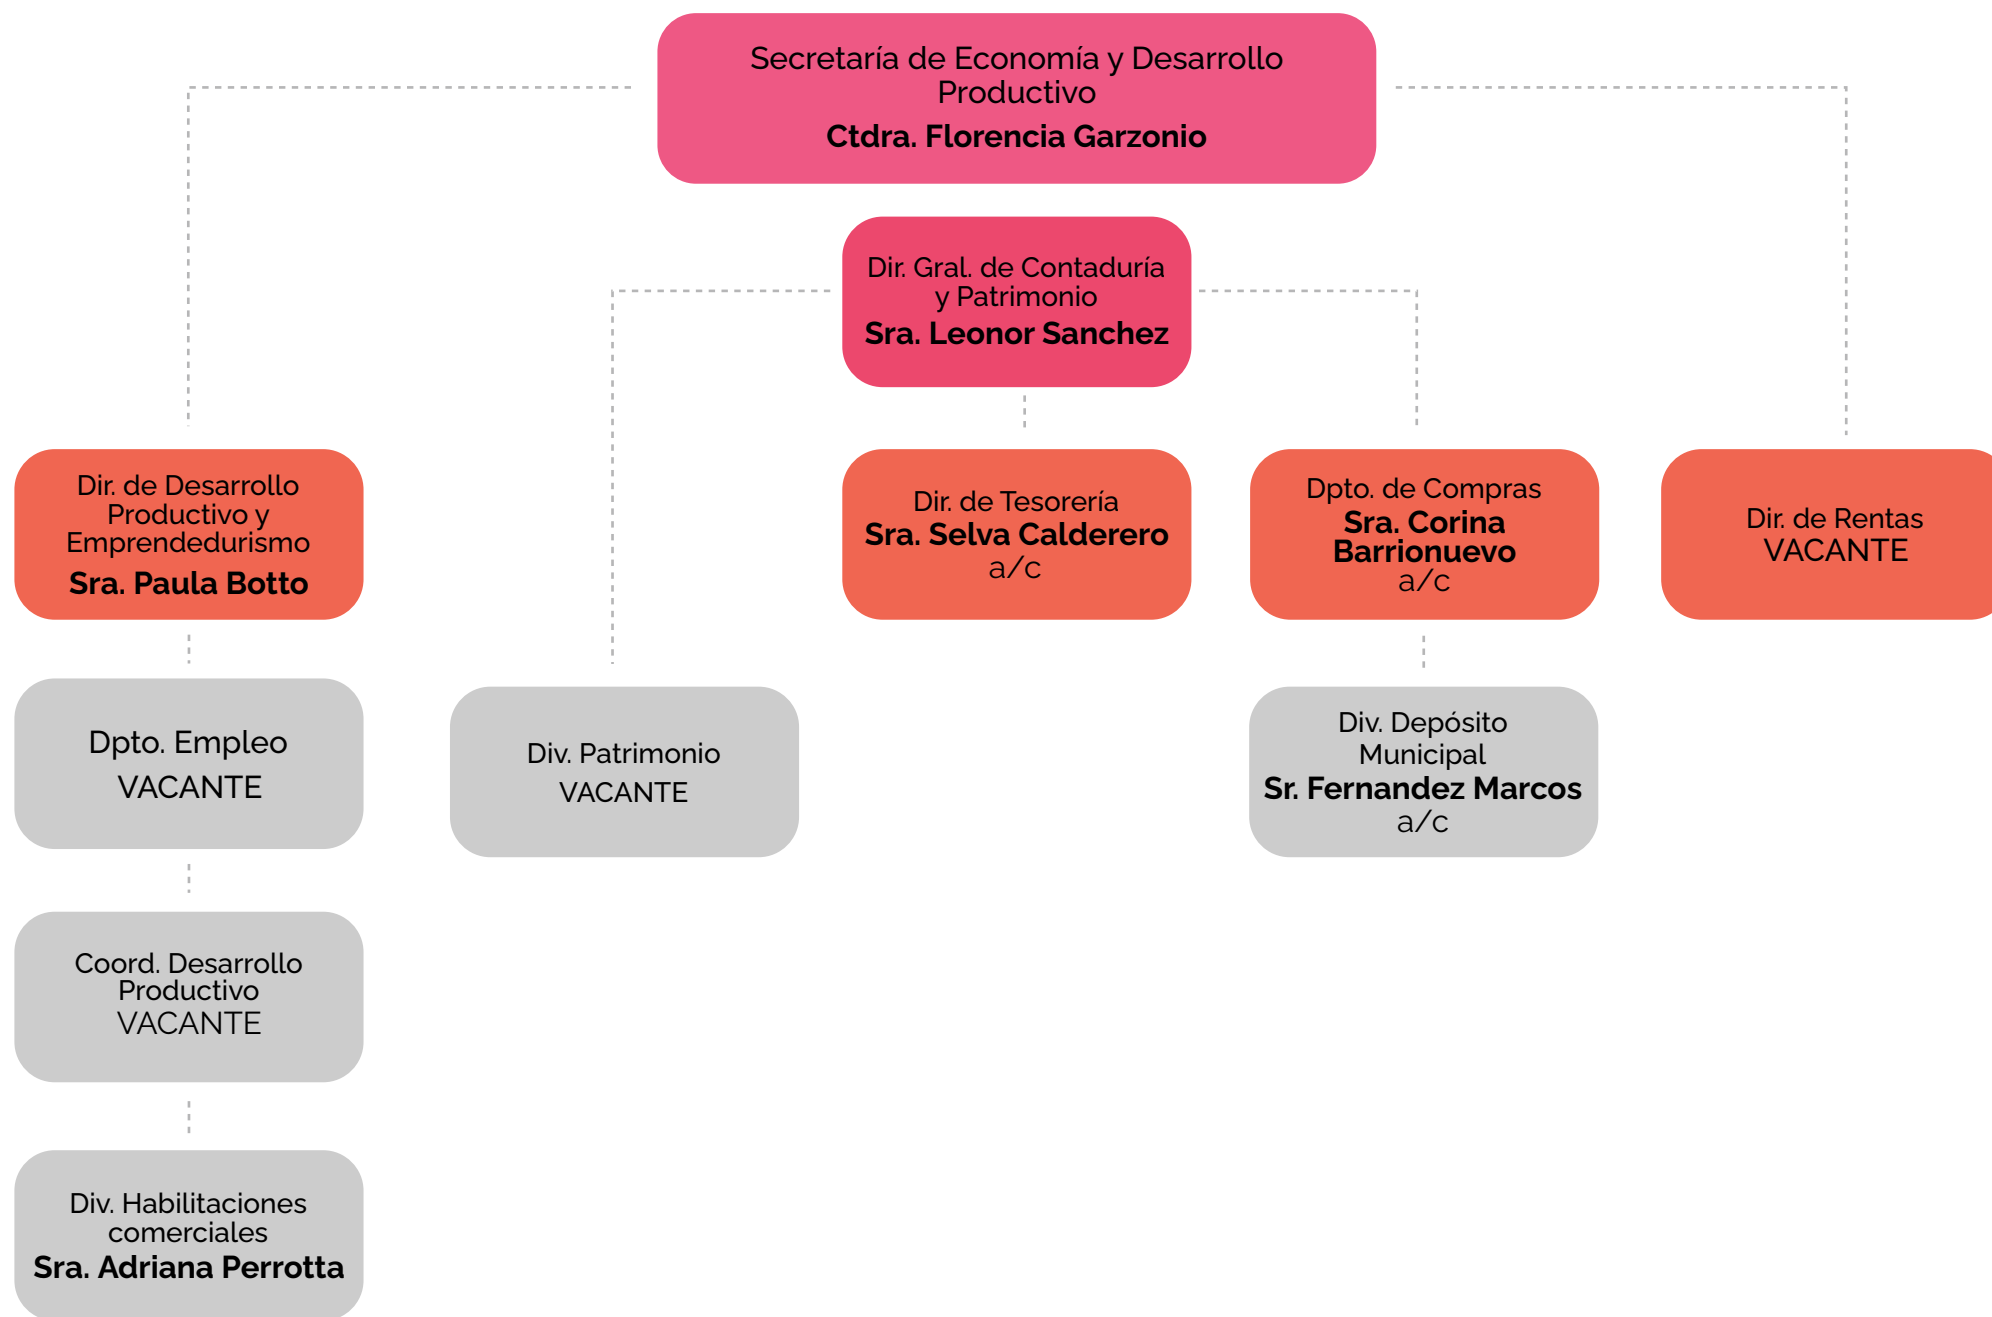 Secretaría de Economía y Desarrollo
Productivo
Ctdra. Florencia Garzonio
Dir. Gral. de Contaduría
y Patrimonio
Sra. Leonor Sanchez
Dir. de Desarrollo
Productivo y
Emprendedurismo
Sra. Paula Botto
Dir. de Tesorería
Sra. Selva Calderero
a/c
Dpto. de Compras
Sra. Corina
Barrionuevo
a/c
Dir. de Rentas
VACANTE
Dpto. Empleo
VACANTE
Div. Patrimonio
VACANTE
Div. Depósito
Municipal
Sr. Fernandez Marcos
a/c
Coord. Desarrollo
Productivo
VACANTE
Div. Habilitaciones
comerciales
Sra. Adriana Perrotta